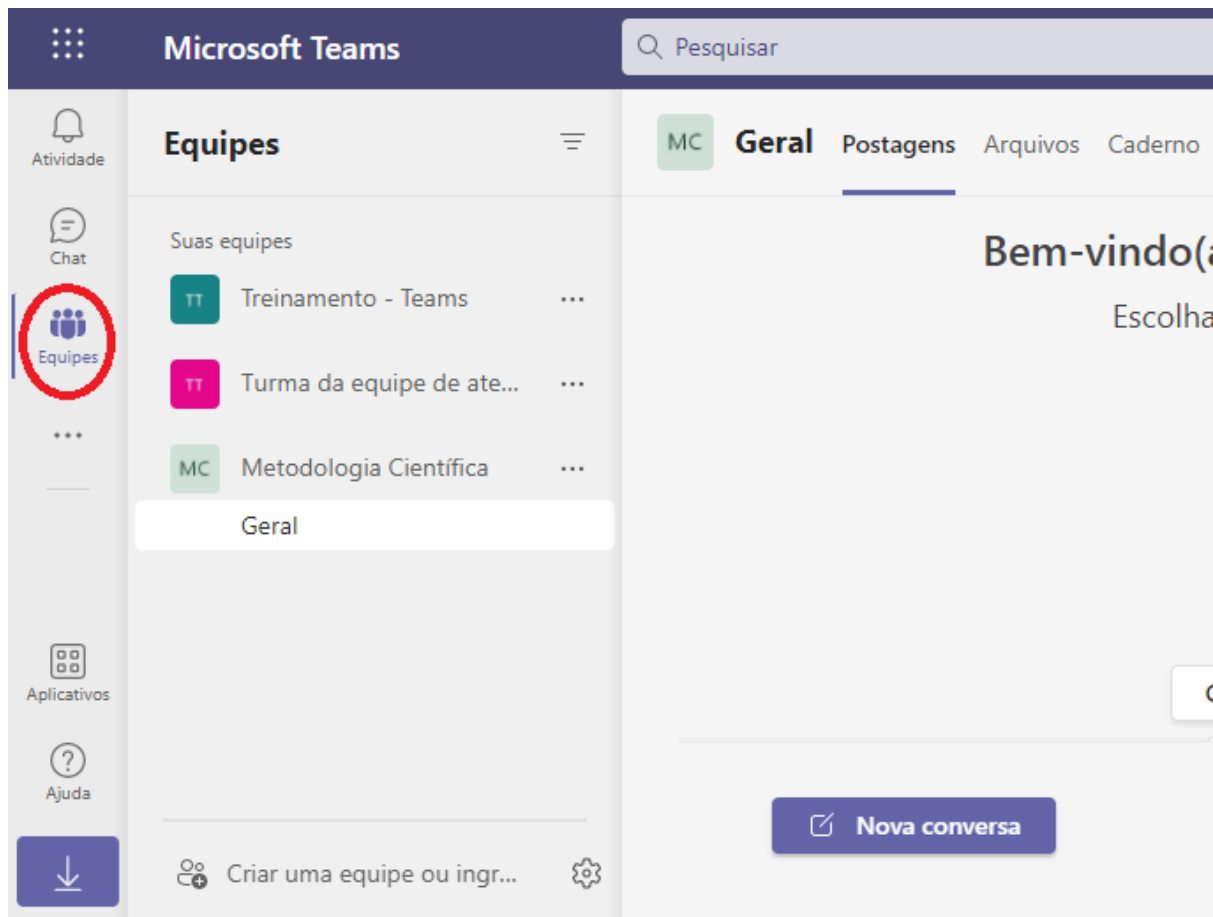 Microsoft Teams
Pesquisar
Atividade
Chat
Equipes
Aplicativos
Ajuda
Equipes
Suas equipes
TT Treinamento - Teams
TT Turma da equipe de ate...
MC Metodologia Científica
Geral
Criar uma equipe ou ingr...
MC Geral Postagens Arquivos Caderno
Bem-vindo(
Escolha
Nova conversa